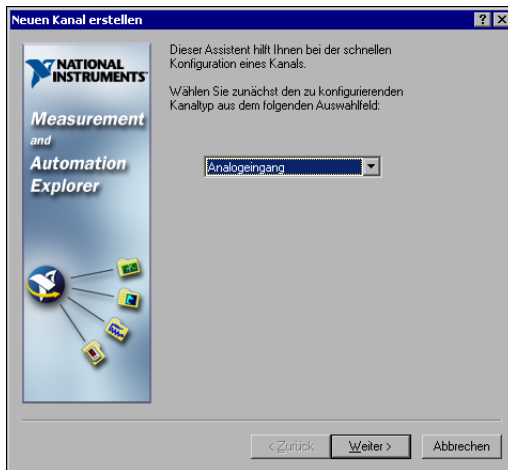 Neuen Kanal erstellen
NATIONAL
INSTRUMENTS™
Measurement
and
Automation
Explorer
Dieser Assistent hilft Ihnen bei der schnellen
Konfiguration eines Kanals.
Wählen Sie zunächst den zu konfigurierenden
Kanaltyp aus dem folgenden Auswahlfeld:
Analogeingang
< Zurück
Weiter >
Abbrechen